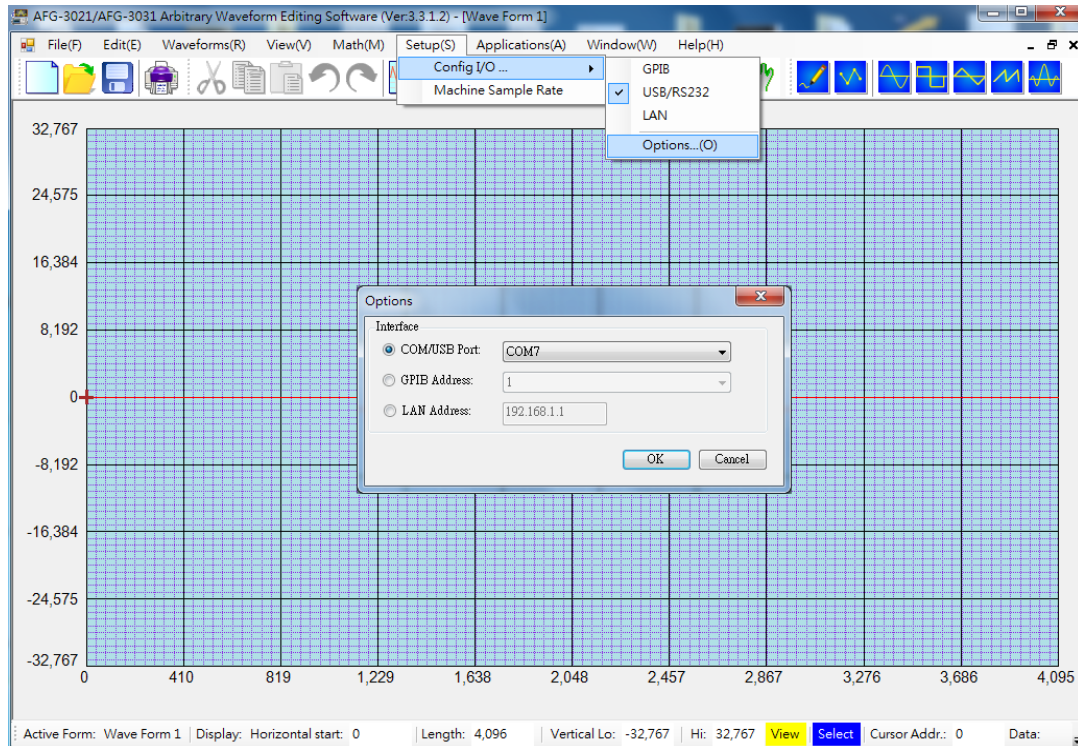 AFG-3021/AFG-3031 Arbitrary Waveform Editing Software (Ver:3.3.1.2) - [Wave Form 1]
File(F) Edit(E) Waveforms(R) View(V) Math(M) Setup(S) Applications(A) Window(W) Help(H)
Config I/O ...
Machine Sample Rate
GPIB
USB/RS232
LAN
Options...(O)
32,767
24,575
16,384
8,192
0
-8,192
-16,384
-24,575
-32,767
Options
Interface
COM/USB Port: COM7
GPIB Address: 1
LAN Address: 192.168.1.1
OK Cancel
0 410 819 1,229 1,638 2,048 2,457 2,867 3,276 3,686 4,095
Active Form: Wave Form 1 Display: Horizontal start: 0 Length: 4,096 Vertical Lo: -32,767 Hi: 32,767 View Select Cursor Addr.: 0 Data: